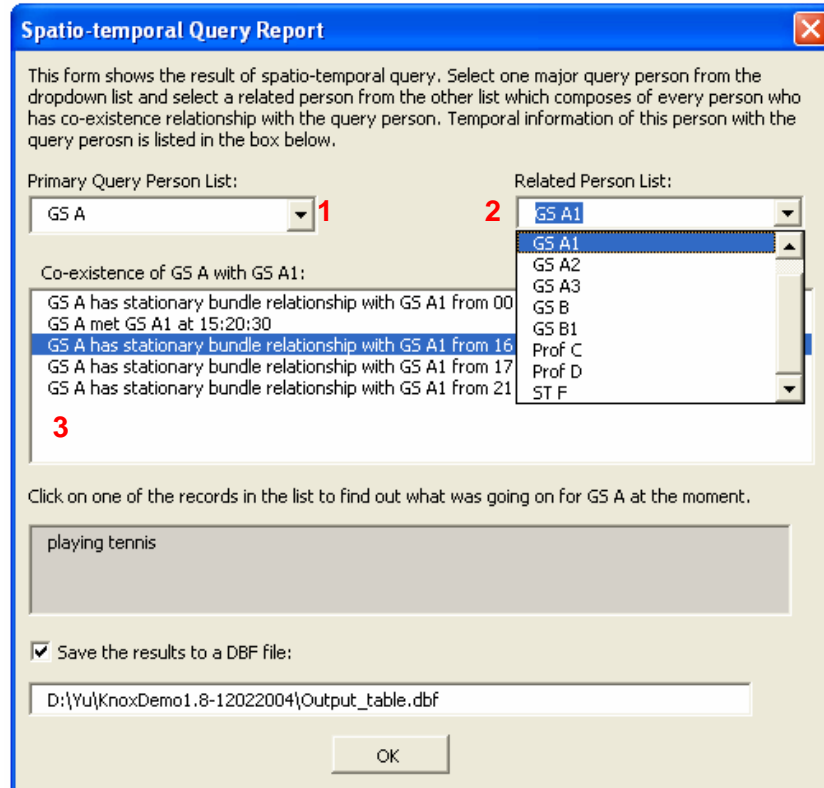 Spatio-temporal Query Report
This form shows the result of spatio-temporal query. Select one major query person from the
dropdown list and select a related person from the other list which composes of every person who
has co-existence relationship with the query person. Temporal information of this person with the
query perosn is listed in the box below.
Primary Query Person List:
Related Person List:
GS A
1
2
GS A1
GS A1
GS A2
GS A3
GS B
GS B1
Prof C
Prof D
ST F
Co-existence of GS A with GS A1:
GS A has stationary bundle relationship with GS A1 from 00
GS A met GS A1 at 15:20:30
GS A has stationary bundle relationship with GS A1 from 16
GS A has stationary bundle relationship with GS A1 from 17
GS A has stationary bundle relationship with GS A1 from 21
3
Click on one of the records in the list to find out what was going on for GS A at the moment.
playing tennis
Save the results to a DBF file:
D:\Yu\KnoxDemo1.8-12022004\Output_table.dbf
OK